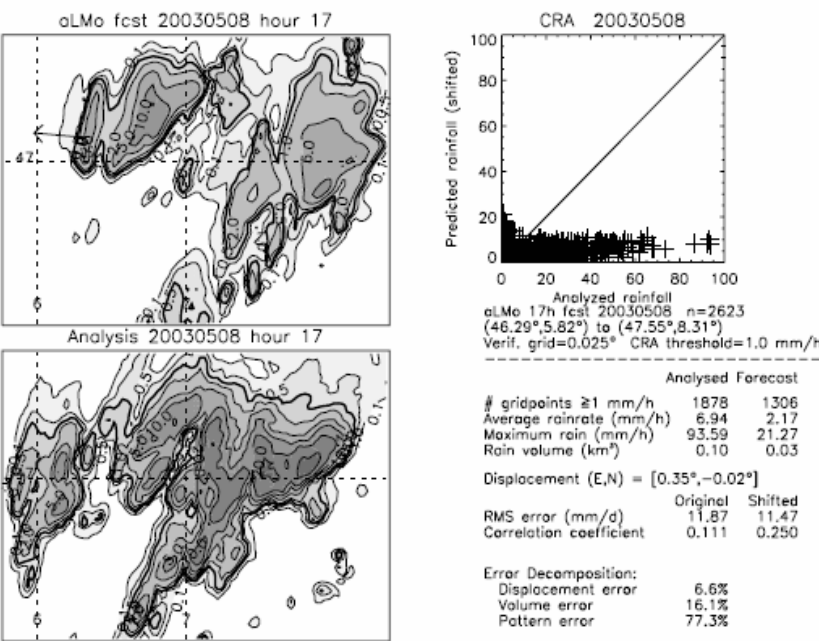 aLMo fcst 20030508 hour 17
47
6
7
Analysis 20030508 hour 17
6
7
CRA 20030508
Predicted rainfall (shifted)
100
80
60
40
20
0
0 20 40 60 80 100
Analyzed rainfall
aLMo 17h fcst 20030508 n=2623
(46.29°,5.82°) to (47.55°,8.31°)
Verif. grid=0.025° CRA threshold=1.0 mm/h
Analysed Forecast
# gridpoints ≥1 mm/h 1878 1306
Average rainrate (mm/h) 6.94 2.17
Maximum rain (mm/h) 93.59 21.27
Rain volume (km³) 0.10 0.03
Displacement (E,N) = [0.35°,−0.02°]
Original Shifted
RMS error (mm/d) 11.87 11.47
Correlation coefficient 0.111 0.250
Error Decomposition:
Displacement error 6.6%
Volume error 16.1%
Pattern error 77.3%